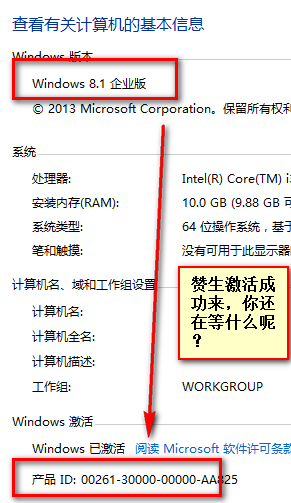 查看有关计算机的基本信息
Windows 版本
Windows 8.1 企业版
© 2013 Microsoft Corporation。保留所有权利
系统
处理器: Intel(R) Core(TM) i
安装内存(RAM): 10.0 GB (9.88 GB 可
系统类型: 64 位操作系统，基于
笔和触摸: 没有可用于此显示器
计算机名、域和工作组设置
计算机名:
计算机全名:
计算机描述:
工作组: WORKGROUP
赞生激活成
功来，你还
在等什么呢
？
Windows 激活
Windows 已激活 阅读 Microsoft 软件许可条款
产品 ID: 00261-30000-00000-AA825